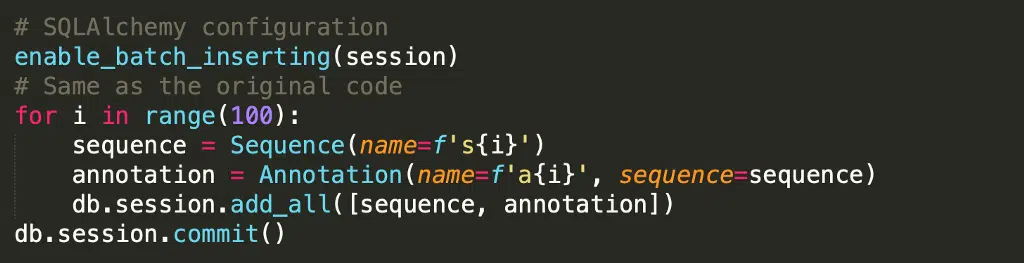 # SQLAlchemy configuration
enable_batch_inserting(session)
# Same as the original code
for i in range(100):
    sequence = Sequence(name=f's{i}')
    annotation = Annotation(name=f'a{i}', sequence=sequence)
    db.session.add_all([sequence, annotation])
db.session.commit()